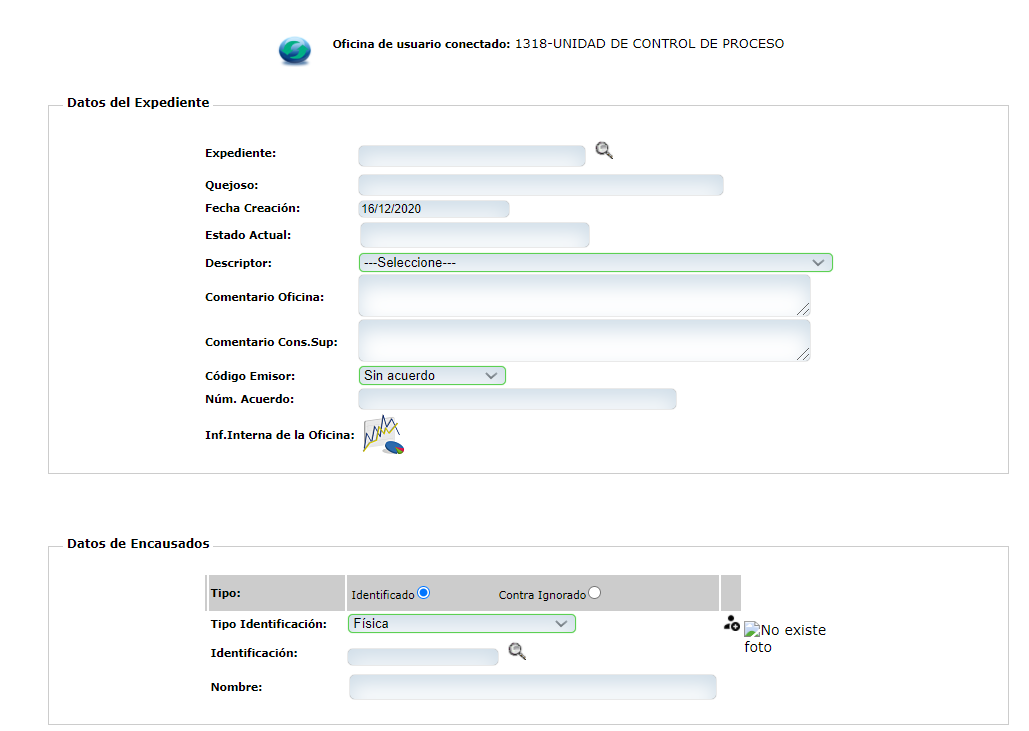 Oficina de usuario conectado: 1318-UNIDAD DE CONTROL DE PROCESO
Datos del Expediente
Expediente:
Quejoso:
Fecha Creación: 16/12/2020
Estado Actual:
Descriptor: ---Seleccione---
Comentario Oficina:
Comentario Cons.Sup:
Código Emisor: Sin acuerdo
Núm. Acuerdo:
Inf.Interna de la Oficina:
Datos de Encausados
Tipo: Identificado Contra Ignorado
Tipo Identificación: Física
No existe
foto
Identificación:
Nombre: